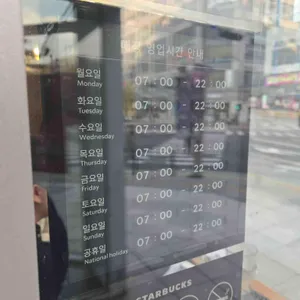 영업시간 안내
월요일 07:00 - 22:00
Monday
화요일 07:00 - 22:00
Tuesday
수요일 07:00 - 22:00
Wednesday
목요일 07:00 - 22:00
Thursday
금요일 07:00 - 22:00
Friday
토요일 07:00 - 22:00
Saturday
일요일 07:00 - 22:00
Sunday
공휴일 07:00 - 22:00
National holiday
STARBUCKS